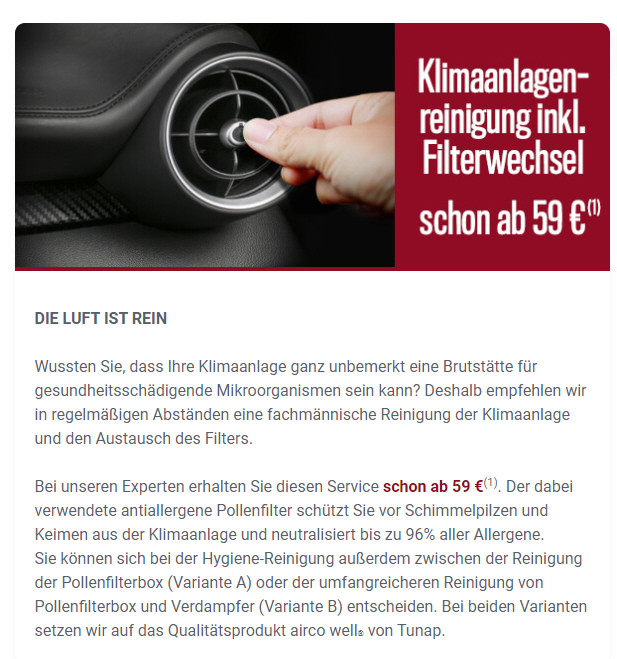 Klimaanlagen-
reinigung inkl.
Filterwechsel
schon ab 59 €(1)
DIE LUFT IST REIN
Wussten Sie, dass Ihre Klimaanlage ganz unbemerkt eine Brutstätte für
gesundheitsschädigende Mikroorganismen sein kann? Deshalb empfehlen wir
in regelmäßigen Abständen eine fachmännische Reinigung der Klimaanlage
und den Austausch des Filters.
Bei unseren Experten erhalten Sie diesen Service schon ab 59 €(1). Der dabei
verwendete antiallergene Pollenfilter schützt Sie vor Schimmelpilzen und
Keimen aus der Klimaanlage und neutralisiert bis zu 96% aller Allergene.
Sie können sich bei der Hygiene-Reinigung außerdem zwischen der Reinigung
der Pollenfilterbox (Variante A) oder der umfangreicheren Reinigung von
Pollenfilterbox und Verdampfer (Variante B) entscheiden. Bei beiden Varianten
setzen wir auf das Qualitätsprodukt airco well® von Tunap.